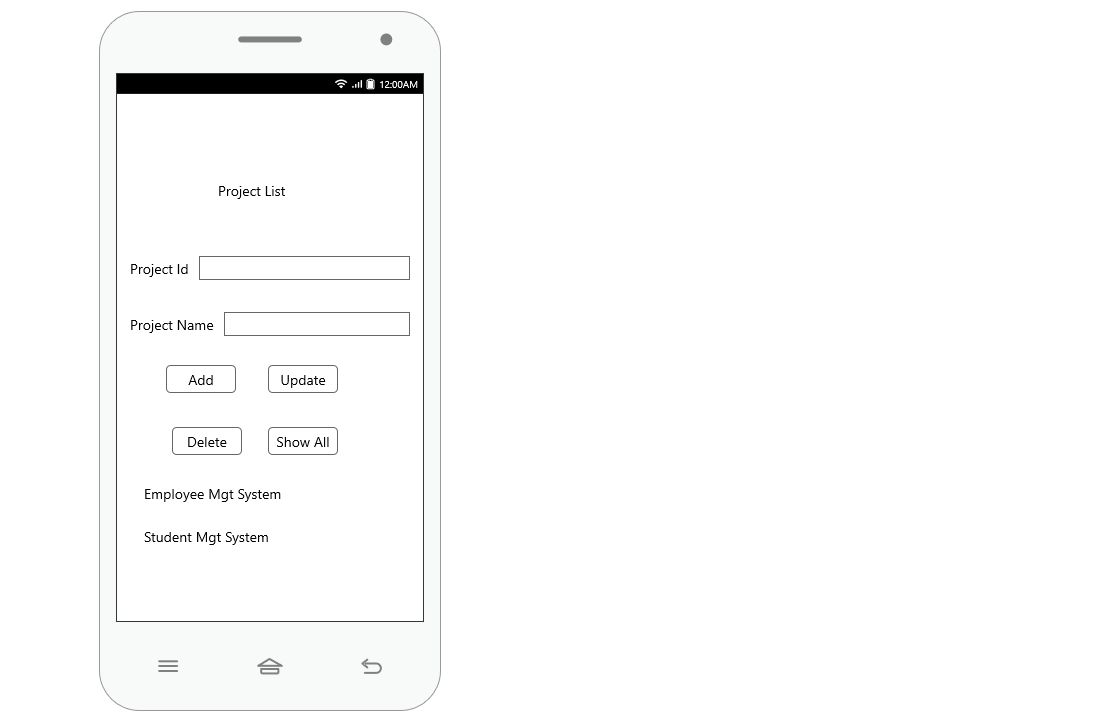 12:00AM
Project List
Project Id
Project Name
Add Update
Delete Show All
Employee Mgt System
Student Mgt System